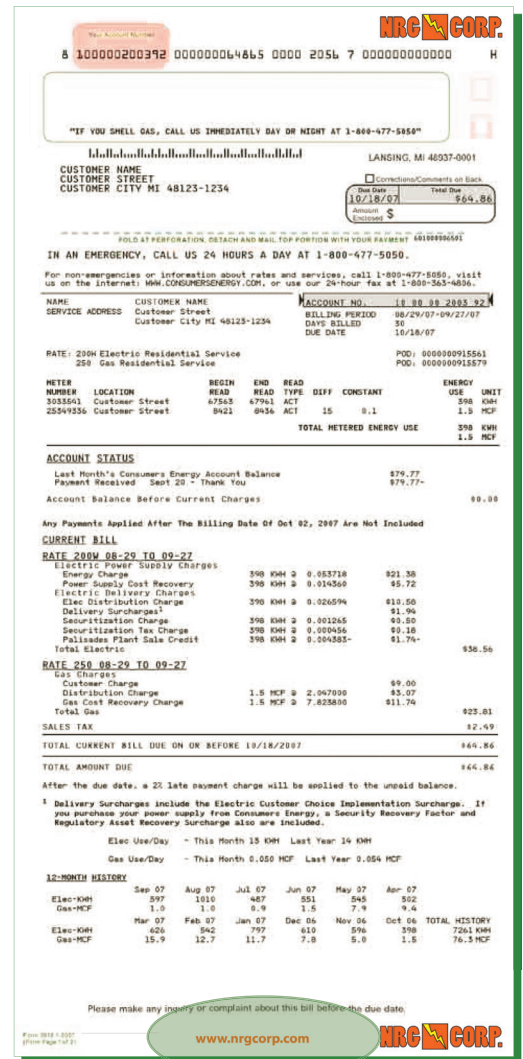 NRG CORP.
Your Account Number
8 100000200392 000000064865 0000 2056 7 000000000000 H
"IF YOU SMELL GAS, CALL US IMMEDIATELY DAY OR NIGHT AT 1-800-477-5050"
LANSING, MI 48937-0001
CUSTOMER NAME
CUSTOMER STREET
CUSTOMER CITY MI 48123-1234
Corrections/Comments on Back
Due Date Total Due
10/18/07 $64.86
Amount Enclosed $
FOLD AT PERFORATION, DETACH AND MAIL TOP PORTION WITH YOUR PAYMENT
IN AN EMERGENCY, CALL US 24 HOURS A DAY AT 1-800-477-5050.
For non-emergencies or information about rates and services, call 1-800-477-5050, visit
us on the internet: WWW.CONSUMERSENERGY.COM, or use our 24-hour fax at 1-800-363-4806.
NAME CUSTOMER NAME ACCOUNT NO. 10 00 00 2003 92
SERVICE ADDRESS Customer Street BILLING PERIOD 08/29/07-09/27/07
Customer City MI 48123-1234 DAYS BILLED 30
DUE DATE 10/18/07
RATE: 200W Electric Residential Service POD: 0000000915561
250 Gas Residential Service POD: 0000000915579
METER BEGIN END READ ENERGY
NUMBER LOCATION READ READ TYPE DIFF CONSTANT USE UNIT
3033541 Customer Street 67563 67961 ACT 398 KWH
25349336 Customer Street 8421 8436 ACT 15 0.1 1.5 MCF
TOTAL METERED ENERGY USE 398 KWH
1.5 MCF
ACCOUNT STATUS
Last Month's Consumers Energy Account Balance $79.77
Payment Received Sept 20 - Thank You $79.77-
Account Balance Before Current Charges $0.00
Any Payments Applied After The Billing Date Of Oct 02, 2007 Are Not Included
CURRENT BILL
RATE 200W 08-29 TO 09-27
Electric Power Supply Charges
Energy Charge 398 KWH @ 0.053718 $21.38
Power Supply Cost Recovery 398 KWH @ 0.014360 $5.72
Electric Delivery Charges
Elec Distribution Charge 398 KWH @ 0.026594 $10.58
Delivery Surcharges¹ $1.94
Securitization Charge 398 KWH @ 0.001265 $0.50
Securitization Tax Charge 398 KWH @ 0.000456 $0.18
Palisades Plant Sale Credit 398 KWH @ 0.004383- $1.74-
Total Electric $38.56
RATE 250 08-29 TO 09-27
Gas Charges
Customer Charge $9.00
Distribution Charge 1.5 MCF @ 2.047000 $3.07
Gas Cost Recovery Charge 1.5 MCF @ 7.823800 $11.74
Total Gas $23.81
SALES TAX $2.49
TOTAL CURRENT BILL DUE ON OR BEFORE 10/18/2007 $64.86
TOTAL AMOUNT DUE $64.86
After the due date, a 2% late payment charge will be applied to the unpaid balance.
¹ Delivery Surcharges include the Electric Customer Choice Implementation Surcharge. If
you purchase your power supply from Consumers Energy, a Security Recovery Factor and
Regulatory Asset Recovery Surcharge also are included.
Elec Use/Day - This Month 13 KWH Last Year 14 KWH
Gas Use/Day - This Month 0.050 MCF Last Year 0.054 MCF
12-MONTH HISTORY
Sep 07 Aug 07 Jul 07 Jun 07 May 07 Apr 07
Elec-KWH 597 1010 487 551 545 502
Gas-MCF 1.0 1.0 0.9 1.5 7.9 9.4
Mar 07 Feb 07 Jan 07 Dec 06 Nov 06 Oct 06 TOTAL HISTORY
Elec-KWH 626 542 797 610 596 398 7261 KWH
Gas-MCF 15.9 12.7 11.7 7.8 5.0 1.5 76.3 MCF
Please make any inquiry or complaint about this bill before the due date.
(Form Page 1 of 2)
www.nrgcorp.com
NRG CORP.